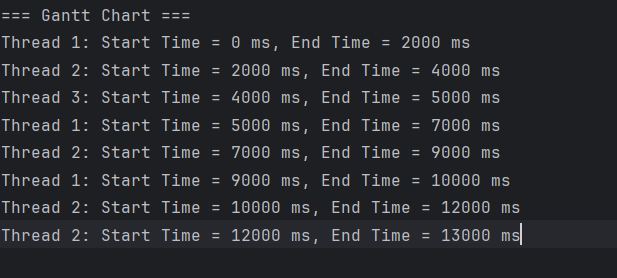 === Gantt Chart ===
Thread 1: Start Time = 0 ms, End Time = 2000 ms
Thread 2: Start Time = 2000 ms, End Time = 4000 ms
Thread 3: Start Time = 4000 ms, End Time = 5000 ms
Thread 1: Start Time = 5000 ms, End Time = 7000 ms
Thread 2: Start Time = 7000 ms, End Time = 9000 ms
Thread 1: Start Time = 9000 ms, End Time = 10000 ms
Thread 2: Start Time = 10000 ms, End Time = 12000 ms
Thread 2: Start Time = 12000 ms, End Time = 13000 ms